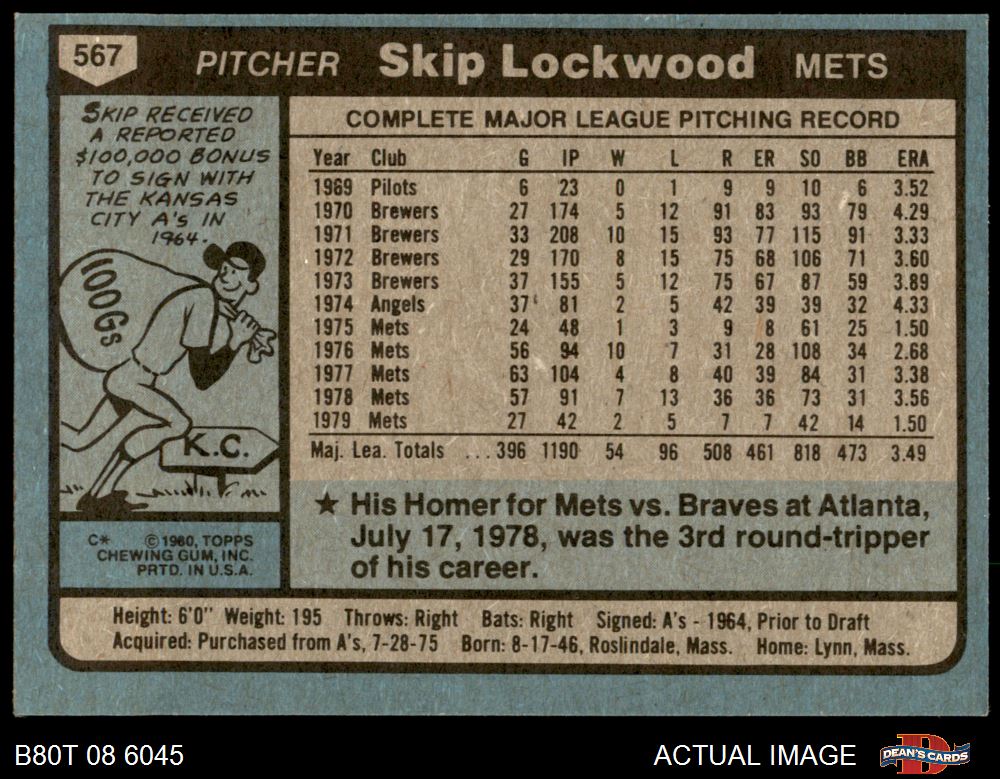 567 PITCHER Skip Lockwood METS
SKIP RECEIVED
A REPORTED
$100,000 BONUS
TO SIGN WITH
THE KANSAS
CITY A's IN
1964.
100Gs
K.C.
C* ©1980, TOPPS
CHEWING GUM, INC.
PRTD. IN U.S.A.
COMPLETE MAJOR LEAGUE PITCHING RECORD
Year Club G IP W L R ER SO BB ERA
1969 Pilots 6 23 0 1 9 9 10 6 3.52
1970 Brewers 27 174 5 12 91 83 93 79 4.29
1971 Brewers 33 208 10 15 93 77 115 91 3.33
1972 Brewers 29 170 8 15 75 68 106 71 3.60
1973 Brewers 37 155 5 12 75 67 87 59 3.89
1974 Angels 37 81 2 5 42 39 39 32 4.33
1975 Mets 24 48 1 3 9 8 61 25 1.50
1976 Mets 56 94 10 7 31 28 108 34 2.68
1977 Mets 63 104 4 8 40 39 84 31 3.38
1978 Mets 57 91 7 13 36 36 73 31 3.56
1979 Mets 27 42 2 5 7 7 42 14 1.50
Maj. Lea. Totals ... 396 1190 54 96 508 461 818 473 3.49
★ His Homer for Mets vs. Braves at Atlanta,
July 17, 1978, was the 3rd round-tripper
of his career.
Height: 6'0" Weight: 195 Throws: Right Bats: Right Signed: A's - 1964, Prior to Draft
Acquired: Purchased from A's, 7-28-75 Born: 8-17-46, Roslindale, Mass. Home: Lynn, Mass.
B80T 08 6045 ACTUAL IMAGE DEAN'S CARDS